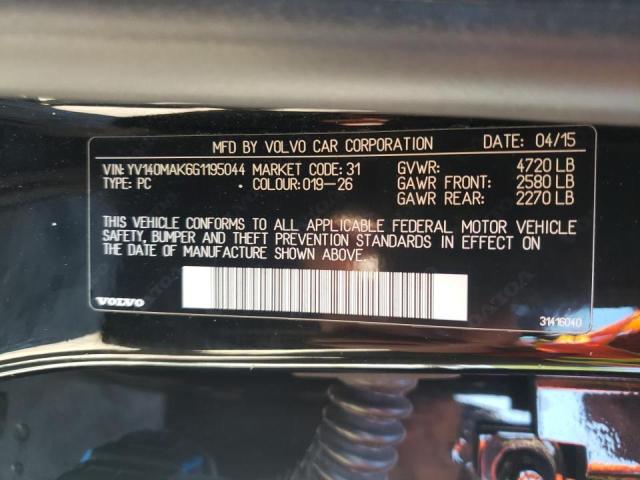 MFD BY VOLVO CAR CORPORATION DATE: 04/15
VIN: YV140MAK6G1195044 MARKET CODE: 31 GVWR: 4720 LB
TYPE: PC COLOUR: 019-26 GAWR FRONT: 2580 LB
GAWR REAR: 2270 LB
THIS VEHICLE CONFORMS TO ALL APPLICABLE FEDERAL MOTOR VEHICLE
SAFETY, BUMPER AND THEFT PREVENTION STANDARDS IN EFFECT ON
THE DATE OF MANUFACTURE SHOWN ABOVE.
VOLVO
31416040